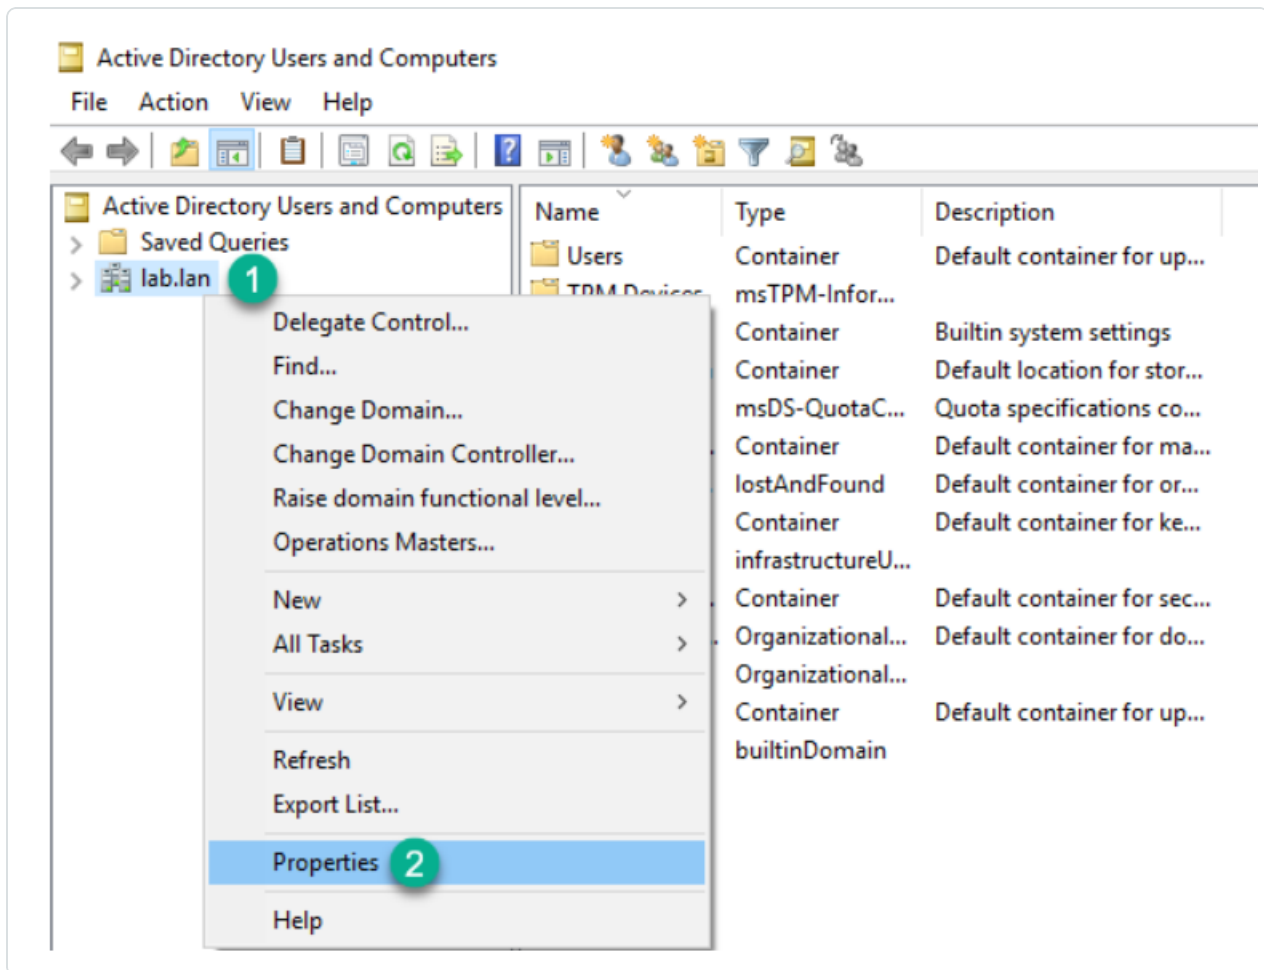 Active Directory Users and Computers
File Action View Help
Active Directory Users and Computers
Saved Queries
lab.lan 1
Delegate Control...
Find...
Change Domain...
Change Domain Controller...
Raise domain functional level...
Operations Masters...
New
All Tasks
View
Refresh
Export List...
Properties 2
Help
Name Type Description
Users Container Default container for up...
TPM Devices msTPM-Infor...
Container Builtin system settings
Container Default location for stor...
msDS-QuotaC... Quota specifications co...
Container Default container for ma...
lostAndFound Default container for or...
Container Default container for ke...
infrastructureU...
Container Default container for sec...
Organizational... Default container for do...
Organizational...
Container Default container for up...
builtinDomain